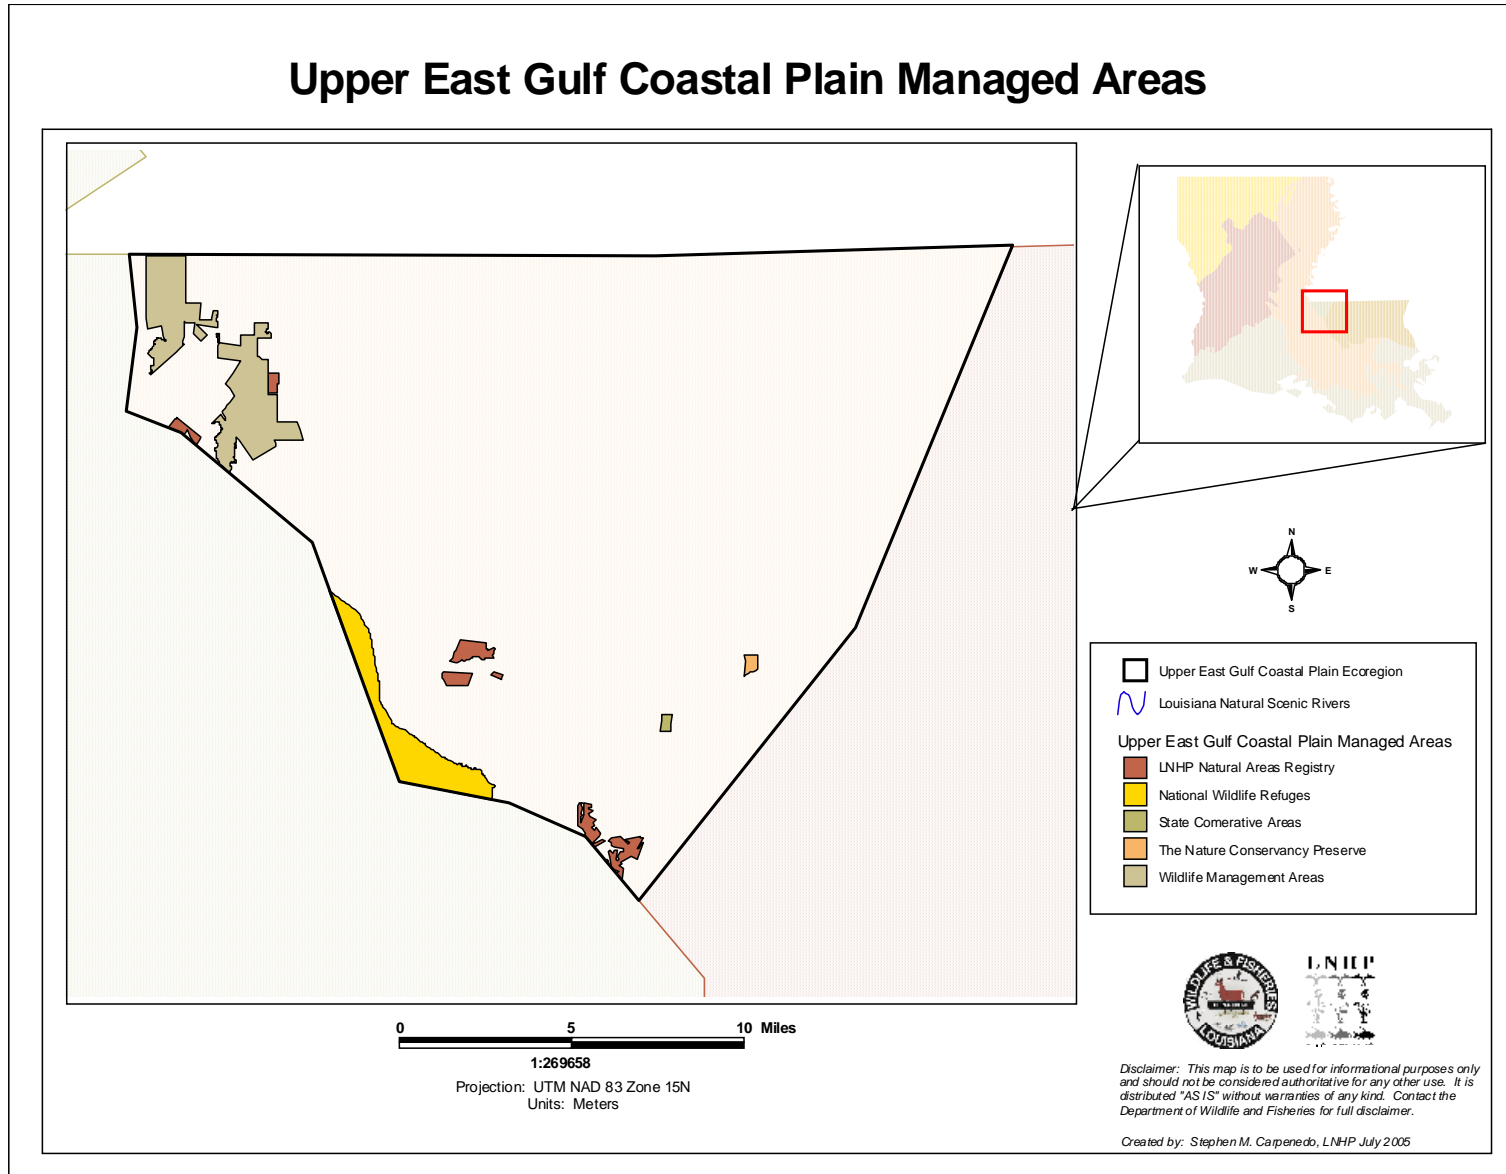 Upper East Gulf Coastal Plain Managed Areas
N
W E
S
Upper East Gulf Coastal Plain Ecoregion
Louisiana Natural Scenic Rivers
Upper East Gulf Coastal Plain Managed Areas
LNHP Natural Areas Registry
National Wildlife Refuges
State Comerative Areas
The Nature Conservancy Preserve
Wildlife Management Areas
0 5 10 Miles
1:269658
Projection: UTM NAD 83 Zone 15N
Units: Meters
WILDLIFE & FISHERIES
LOUISIANA
Disclaimer: This map is to be used for informational purposes only
and should not be considered authoritative for any other use. It is
distributed "AS IS" without warranties of any kind. Contact the
Department of Wildlife and Fisheries for full disclaimer.
Created by: Stephen M. Carpenedo, LNHP July 2005